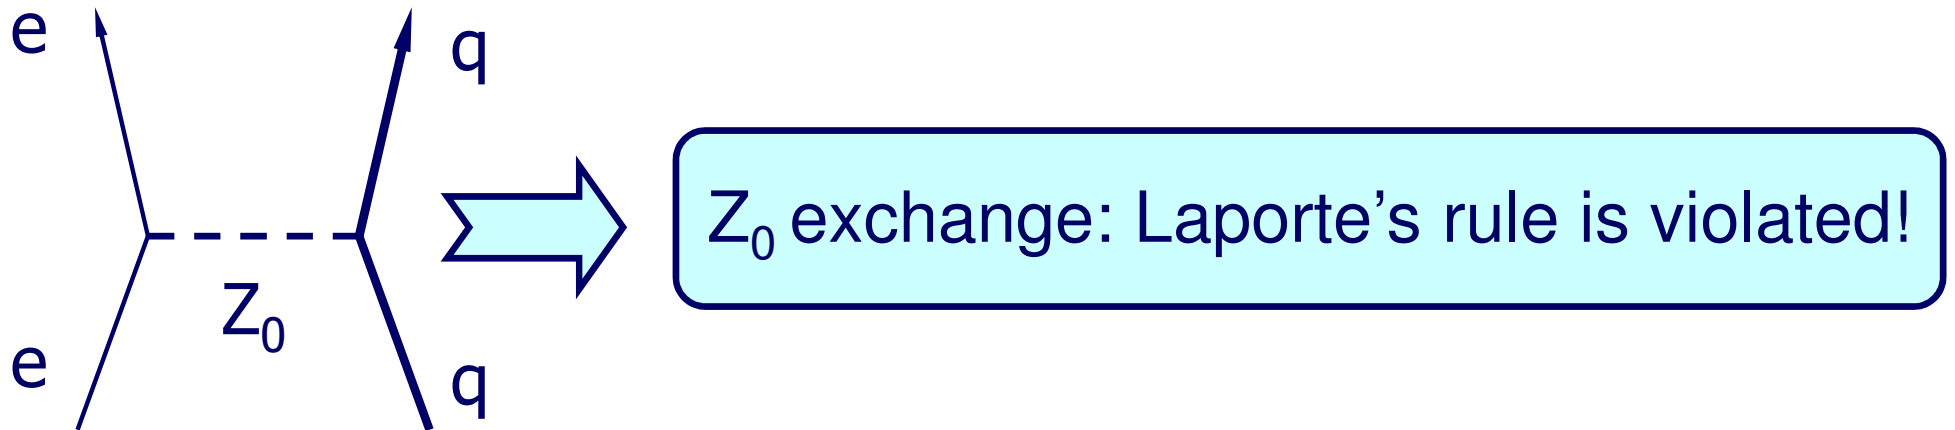 e
q
Z₀ exchange: Laporte’s rule is violated!
Z₀
e
q